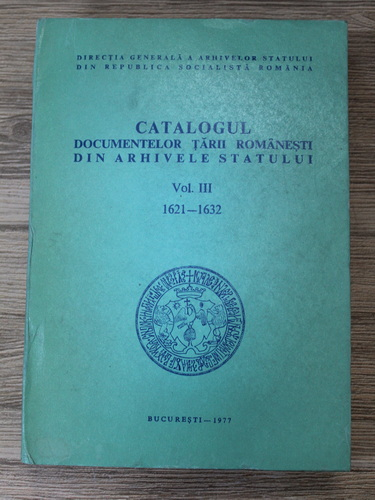 DIRECȚIA GENERALĂ A ARHIVELOR STATULUI
DIN REPUBLICA SOCIALISTĂ ROMÂNIA
CATALOGUL
DOCUMENTELOR ȚĂRII ROMÂNEȘTI
DIN ARHIVELE STATULUI
Vol. III
1621—1632
BUCUREȘTI — 1977